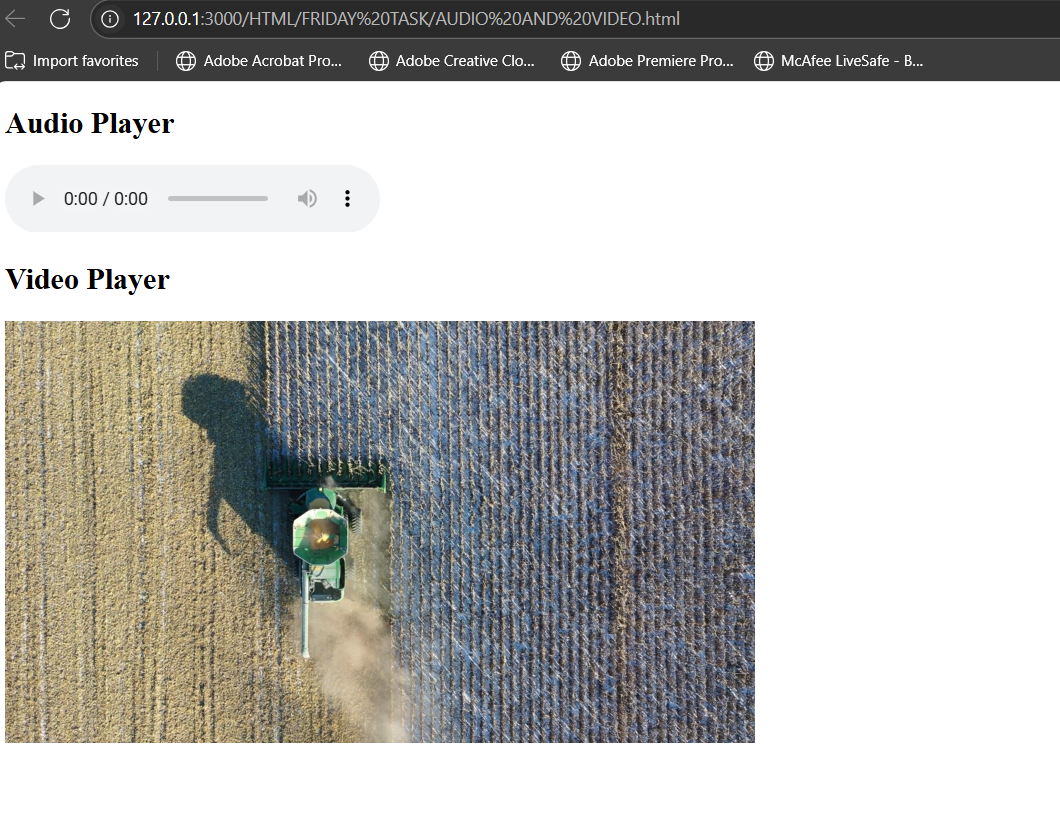 127.0.0.1:3000/HTML/FRIDAY%20TASK/AUDIO%20AND%20VIDEO.html
Import favorites Adobe Acrobat Pro... Adobe Creative Clo... Adobe Premiere Pro... McAfee LiveSafe - B...
Audio Player
0:00 / 0:00
Video Player